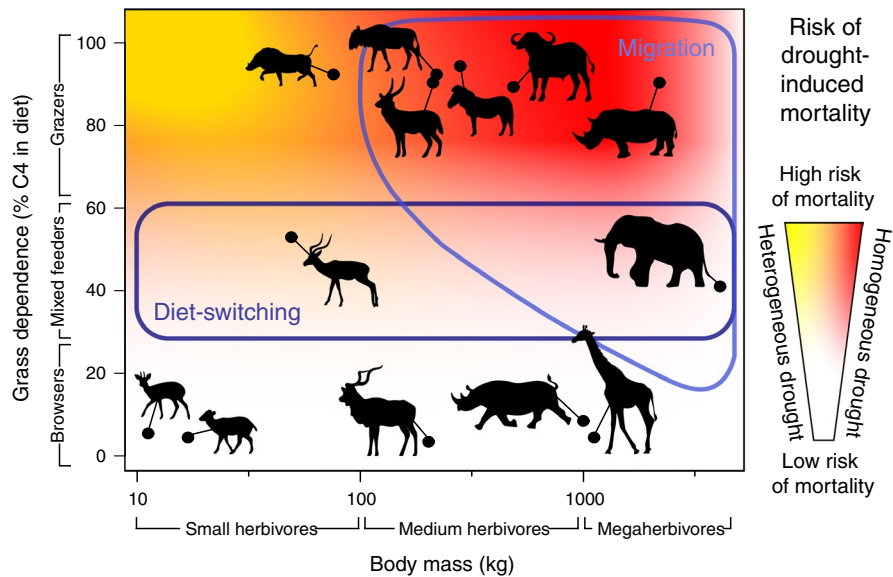 Grass dependence (% C4 in diet)
Grazers
Mixed feeders
Browsers
100
80
60
40
20
0
Migration
Diet-switching
10
100
1000
Small herbivores
Medium herbivores
Megaherbivores
Body mass (kg)
Risk of
drought-
induced
mortality
High risk
of mortality
Heterogeneous drought
Homogeneous drought
Low risk
of mortality